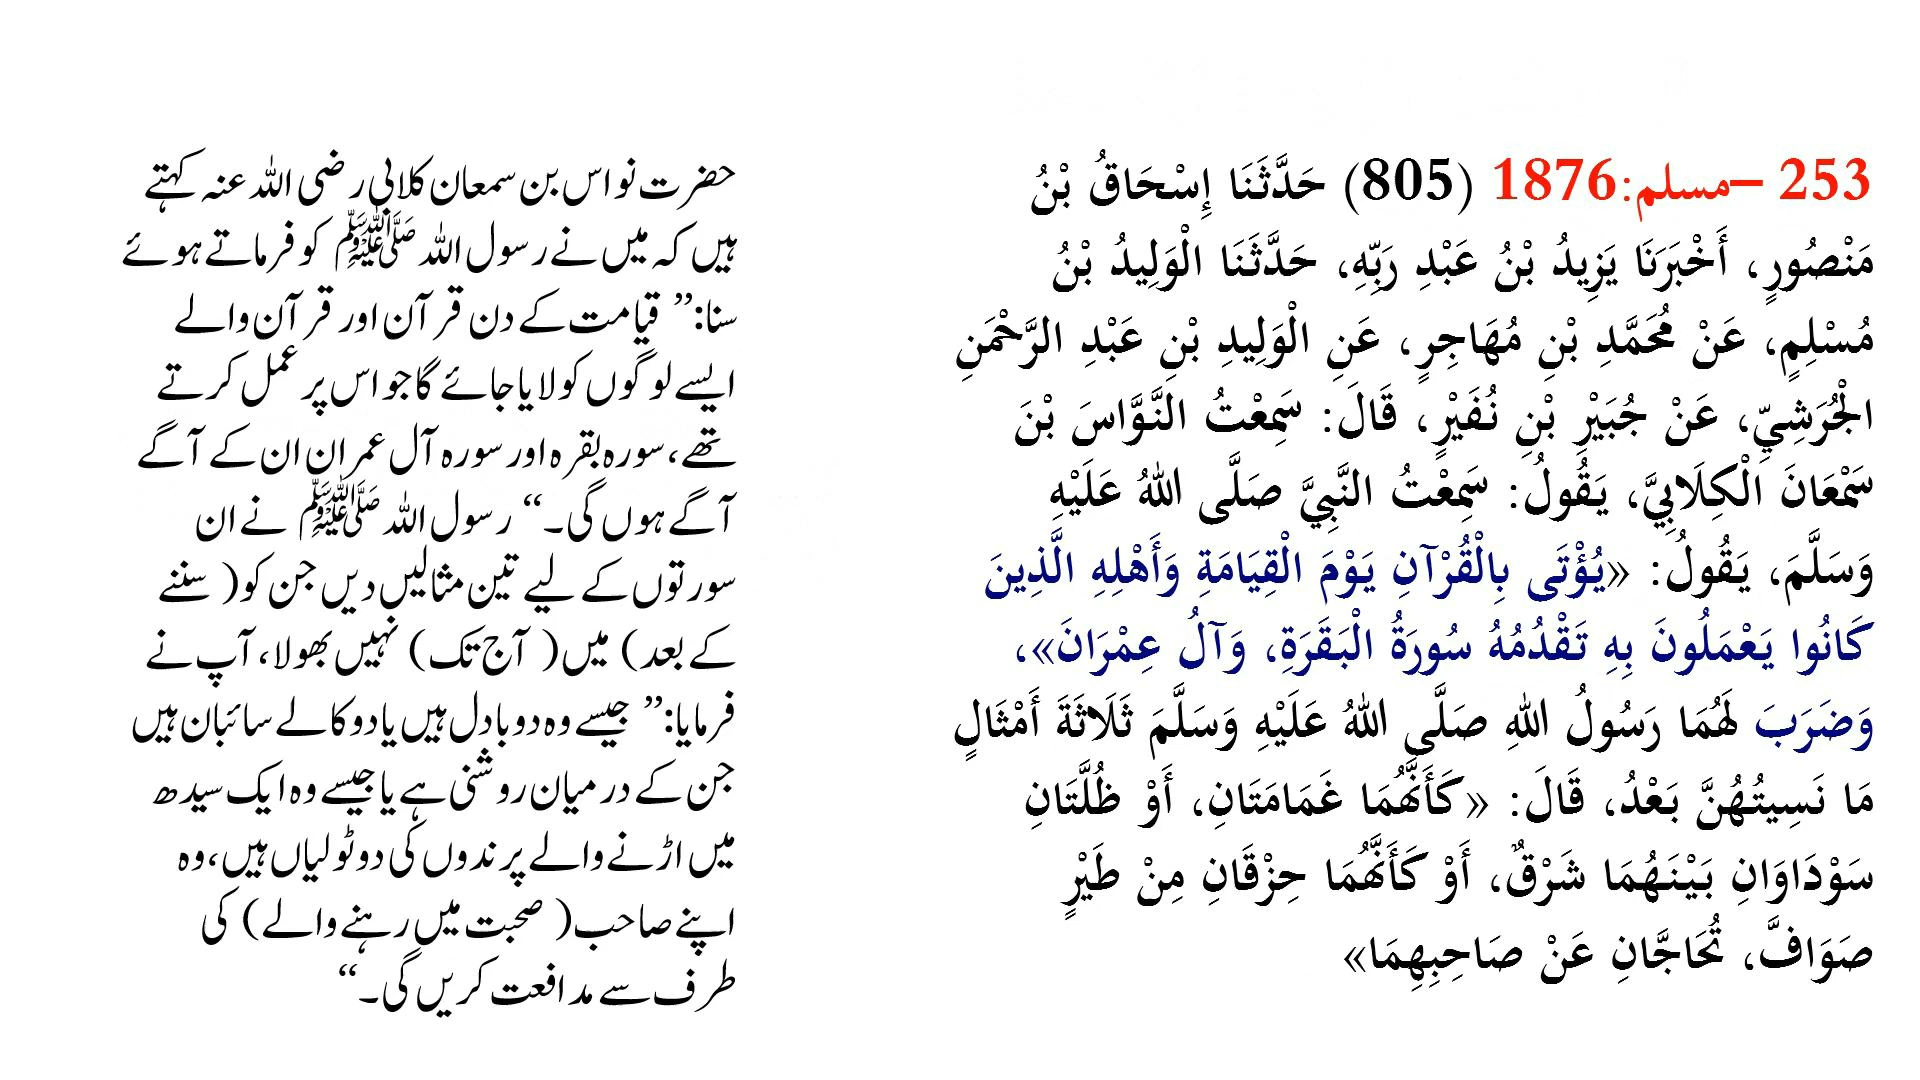 253 –مسلم:1876 (805) حَدَّثَنَا إِسْحَاقُ بْنُ
مَنْصُورٍ، أَخْبَرَنَا يَزِيدُ بْنُ عَبْدِ رَبِّهِ، حَدَّثَنَا الْوَلِيدُ بْنُ
مُسْلِمٍ، عَنْ مُحَمَّدِ بْنِ مُهَاجِرٍ، عَنِ الْوَلِيدِ بْنِ عَبْدِ الرَّحْمَنِ
الْجُرَشِيِّ، عَنْ جُبَيْرِ بْنِ نُفَيْرٍ، قَالَ: سَمِعْتُ النَّوَّاسَ بْنَ
سَمْعَانَ الْكِلَابِيَّ، يَقُولُ: سَمِعْتُ النَّبِيَّ صَلَّى اللهُ عَلَيْهِ
وَسَلَّمَ، يَقُولُ: «يُؤْتَى بِالْقُرْآنِ يَوْمَ الْقِيَامَةِ وَأَهْلِهِ الَّذِينَ
كَانُوا يَعْمَلُونَ بِهِ تَقْدُمُهُ سُورَةُ الْبَقَرَةِ، وَآلُ عِمْرَانَ»،
وَضَرَبَ لَهُمَا رَسُولُ اللهِ صَلَّى اللهُ عَلَيْهِ وَسَلَّمَ ثَلَاثَةَ أَمْثَالٍ
مَا نَسِيتُهُنَّ بَعْدُ، قَالَ: «كَأَنَّهُمَا غَمَامَتَانِ، أَوْ ظُلَّتَانِ
سَوْدَاوَانِ بَيْنَهُمَا شَرْقٌ، أَوْ كَأَنَّهُمَا حِزْقَانِ مِنْ طَيْرٍ
صَوَافَّ، تُحَاجَّانِ عَنْ صَاحِبِهِمَا»
حضرت نواس بن سمعان کلابی رضی اللہ عنہ کہتے
ہیں کہ میں نے رسول اللہ ﷺ کو فرماتے ہوئے
سنا:” قیامت کے دن قرآن اور قرآن والے
ایسے لوگوں کو لایا جائے گا جو اس پر عمل کرتے
تھے، سورہ بقرہ اور سورہ آل عمران ان کے آگے
آگے ہوں گی۔“ رسول اللہ ﷺ نے ان
سورتوں کے لیے تین مثالیں دیں جن کو( سننے
کے بعد) میں( آج تک) نہیں بھولا، آپ نے
فرمایا:” جیسے وہ دو بادل ہیں یا دو کالے سائبان ہیں
جن کے درمیان روشنی ہے یا جیسے وہ ایک سیدھ
میں اڑنے والے پرندوں کی دو ٹولیاں ہیں،وہ
اپنے صاحب( صحبت میں رہنے والے) کی
طرف سے مدافعت کریں گی۔“